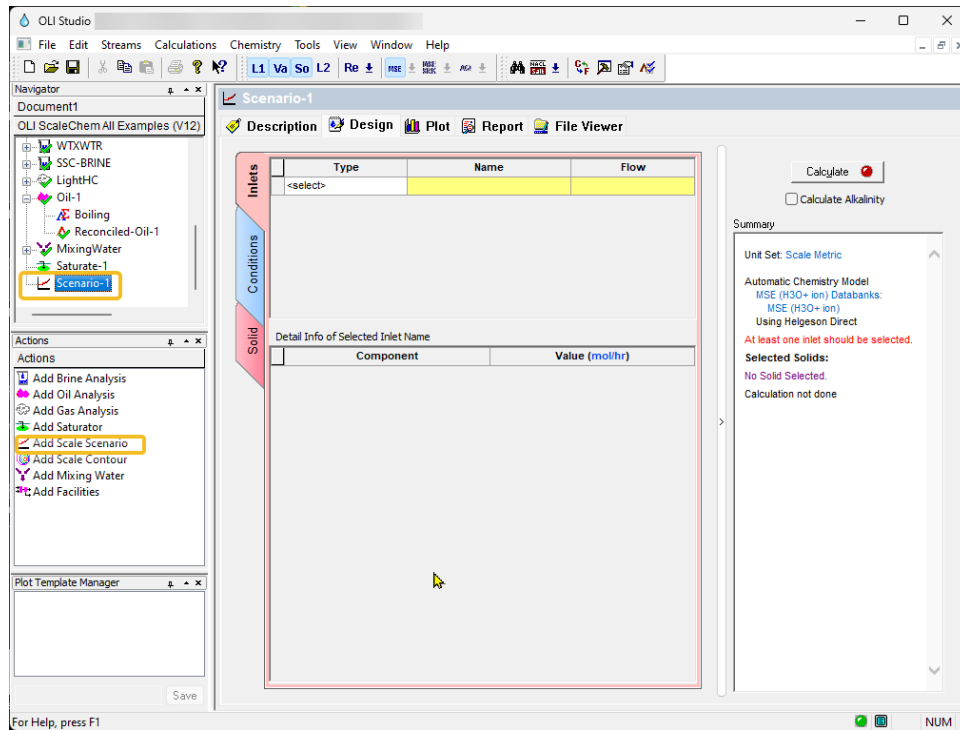 OLI Studio
File Edit Streams Calculations Chemistry Tools View Window Help
L1 Va So L2 Re MSE
Navigator
Document1
OLI ScaleChem All Examples (V12)
WTXWTR
SSC-BRINE
LightHC
Oil-1
Boiling
Reconciled-Oil-1
MixingWater
Saturate-1
Scenario-1
Actions
Actions
Add Brine Analysis
Add Oil Analysis
Add Gas Analysis
Add Saturator
Add Scale Scenario
Add Scale Contour
Add Mixing Water
Add Facilities
Plot Template Manager
Save
Scenario-1
Description Design Plot Report File Viewer
Inlets
Conditions
Solid
Type Name Flow
<select>
Detail Info of Selected Inlet Name
Component Value (mol/hr)
Calculate
Calculate Alkalinity
Summary
Unit Set: Scale Metric
Automatic Chemistry Model
MSE (H3O+ ion) Databanks:
MSE (H3O+ ion)
Using Helgeson Direct
At least one inlet should be selected.
Selected Solids:
No Solid Selected.
Calculation not done
For Help, press F1
NUM